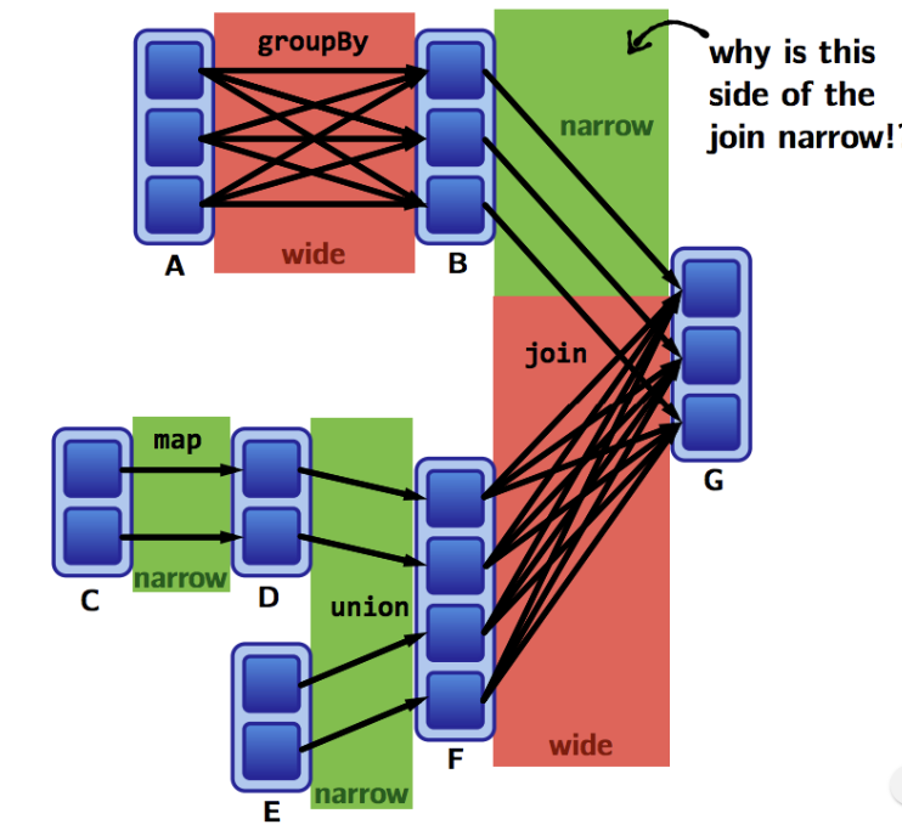 groupBy
wide
A
B
narrow
why is this
side of the
join narrow!?
join
G
map
narrow
C
D
union
narrow
E
F
wide